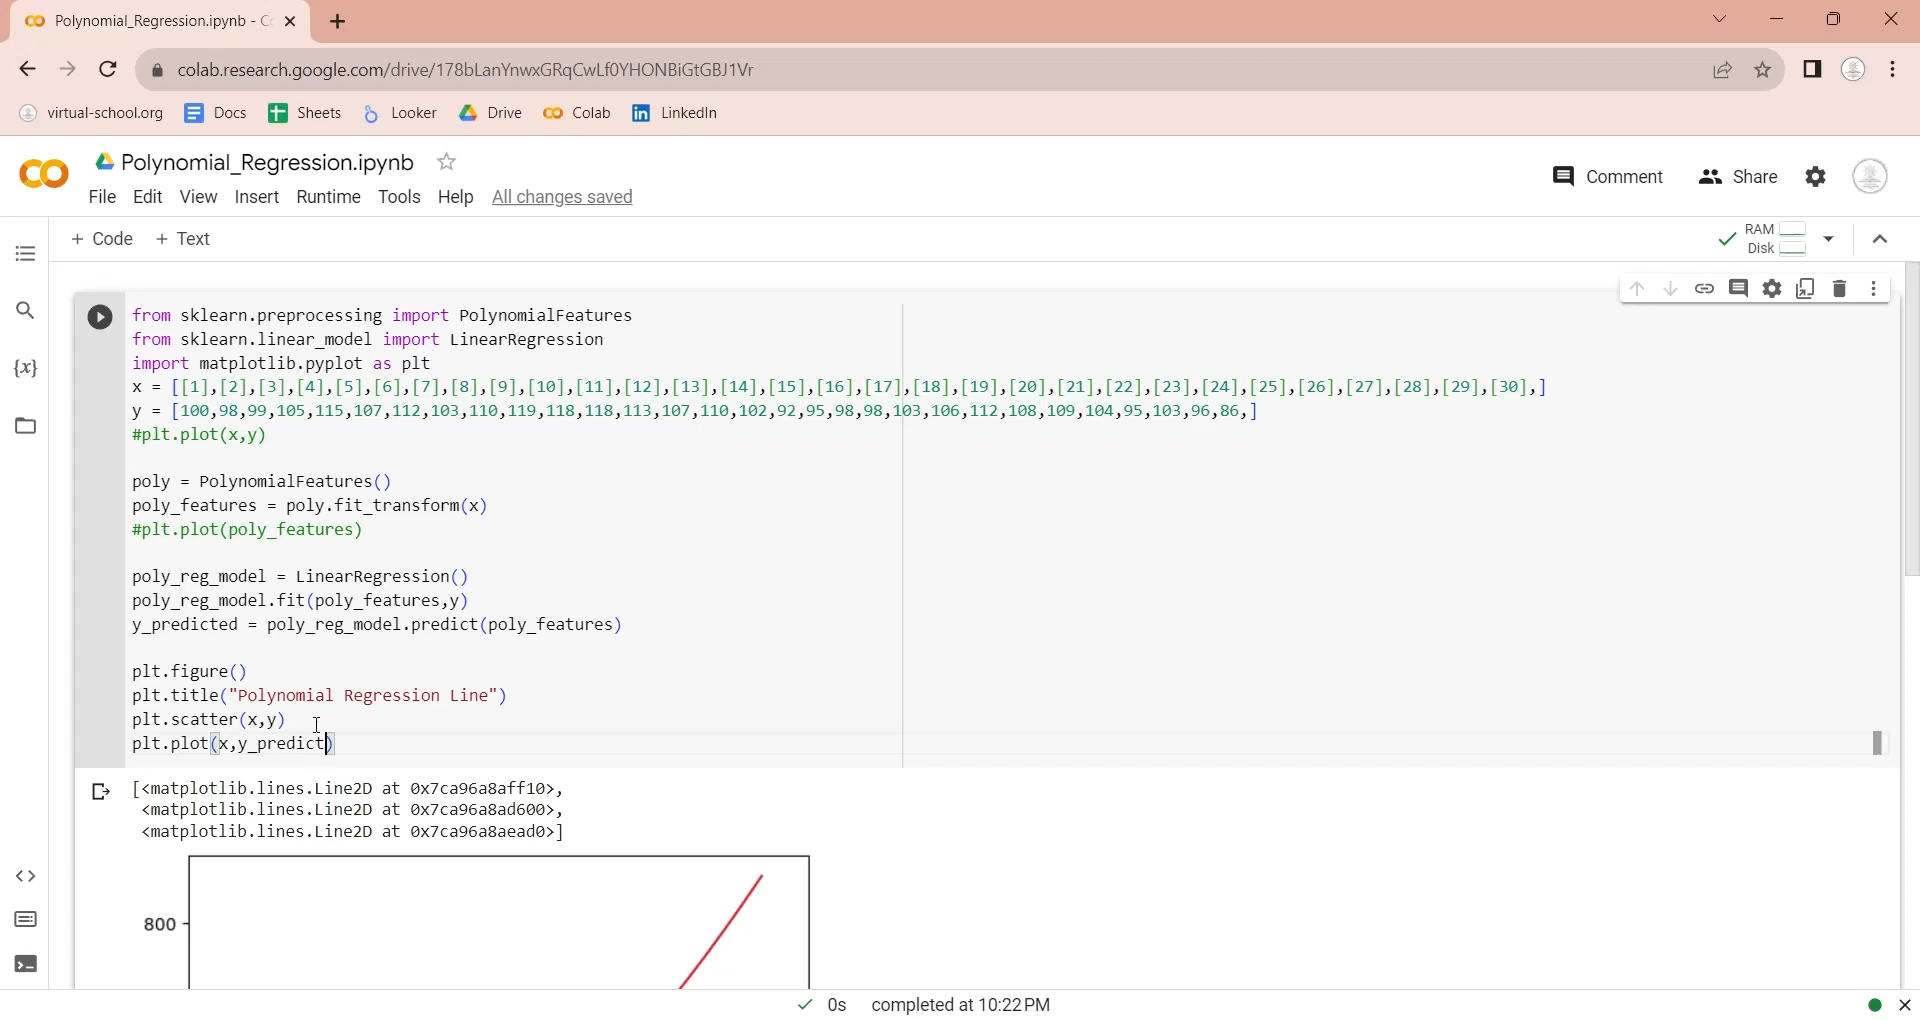 Polynomial_Regression.ipynb - C
colab.research.google.com/drive/178bLanYnwxGRqCwLf0YHONBiGtGBJ1Vr
virtual-school.org Docs Sheets Looker Drive Colab LinkedIn
Polynomial_Regression.ipynb
File Edit View Insert Runtime Tools Help All changes saved
Comment Share
+ Code + Text
RAM
Disk
from sklearn.preprocessing import PolynomialFeatures
from sklearn.linear_model import LinearRegression
import matplotlib.pyplot as plt
x = [[1],[2],[3],[4],[5],[6],[7],[8],[9],[10],[11],[12],[13],[14],[15],[16],[17],[18],[19],[20],[21],[22],[23],[24],[25],[26],[27],[28],[29],[30],]
y = [100,98,99,105,115,107,112,103,110,119,118,118,113,107,110,102,92,95,98,98,103,106,112,108,109,104,95,103,96,86,]
#plt.plot(x,y)
poly = PolynomialFeatures()
poly_features = poly.fit_transform(x)
#plt.plot(poly_features)
poly_reg_model = LinearRegression()
poly_reg_model.fit(poly_features,y)
y_predicted = poly_reg_model.predict(poly_features)
plt.figure()
plt.title("Polynomial Regression Line")
plt.scatter(x,y)
plt.plot(x,y_predict)
[<matplotlib.lines.Line2D at 0x7ca96a8aff10>,
<matplotlib.lines.Line2D at 0x7ca96a8ad600>,
<matplotlib.lines.Line2D at 0x7ca96a8aead0>]
800
0s completed at 10:22 PM